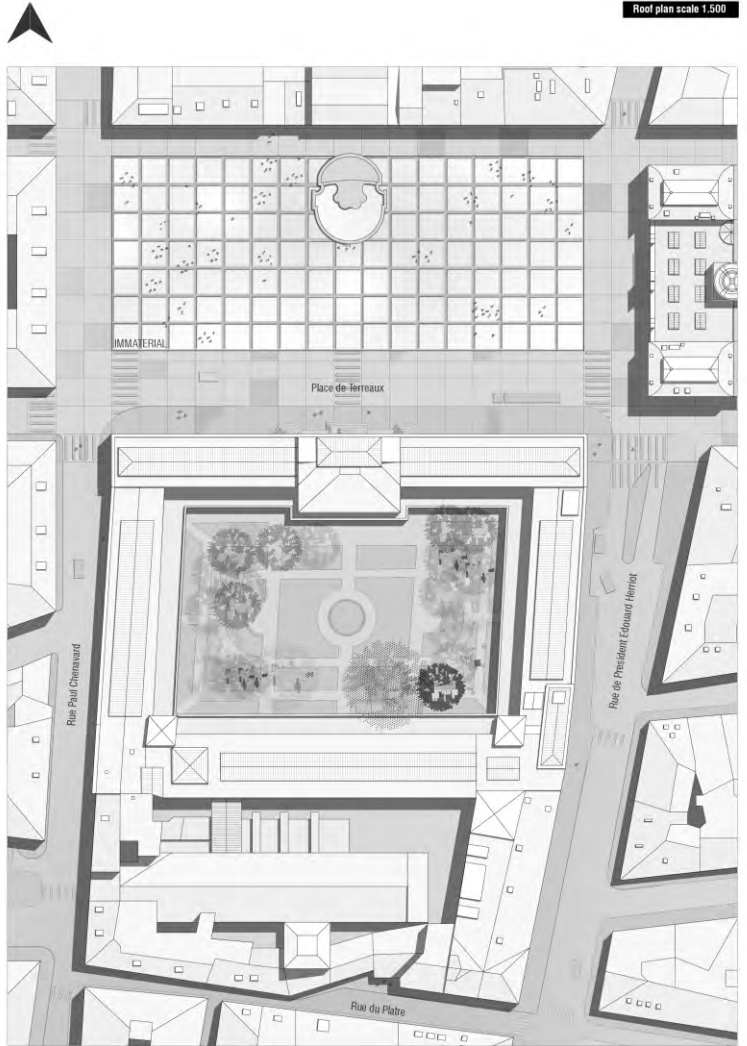 Roof plan scale 1.500
IMMATERIAL
Place de Terreaux
Rue Paul Chenavard
Rue de President Edouard Herriot
Rue du Platre